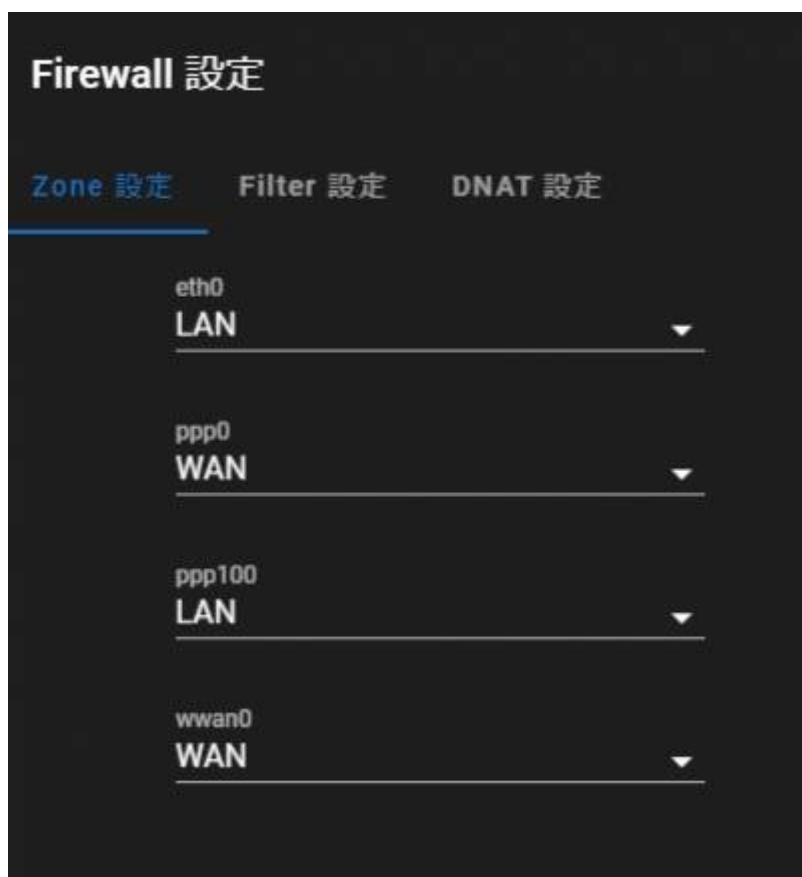 Firewall 設定
Zone 設定 Filter 設定 DNAT 設定
eth0
LAN
ppp0
WAN
ppp100
LAN
wwan0
WAN